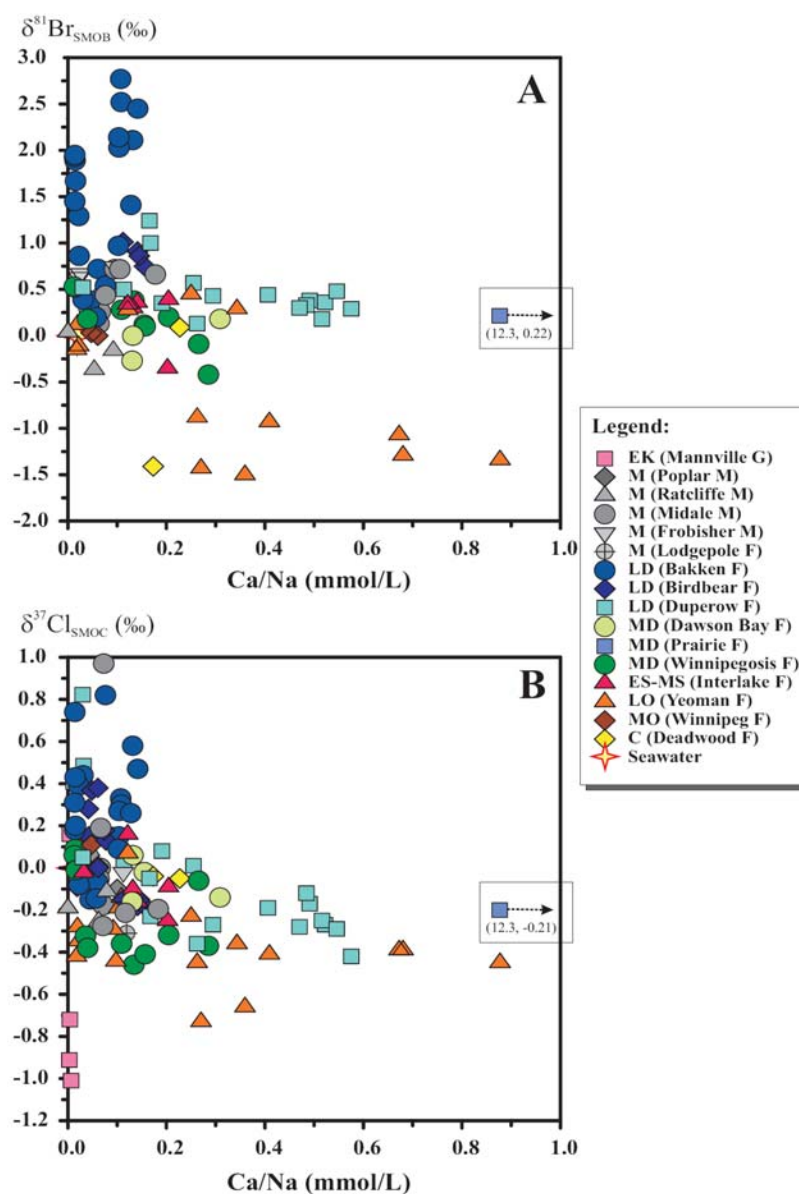 δ81BrSMOB (‰)
3.0
A
2.5
2.0
1.5
1.0
0.5
0.0
(12.3, 0.22)
-0.5
-1.0
-1.5
-2.0
0.0 0.2 0.4 0.6 0.8 1.0
Ca/Na (mmol/L)
δ37ClSMOC (‰)
1.0
B
0.8
0.6
0.4
0.2
0.0
-0.2
(12.3, -0.21)
-0.4
-0.6
-0.8
-1.0
-1.2
0.0 0.2 0.4 0.6 0.8 1.0
Ca/Na (mmol/L)
Legend:
EK (Mannville G)
M (Poplar M)
M (Ratcliffe M)
M (Midale M)
M (Frobisher M)
M (Lodgepole F)
LD (Bakken F)
LD (Birdbear F)
LD (Duperow F)
MD (Dawson Bay F)
MD (Prairie F)
MD (Winnipegosis F)
ES-MS (Interlake F)
LO (Yeoman F)
MO (Winnipeg F)
C (Deadwood F)
Seawater